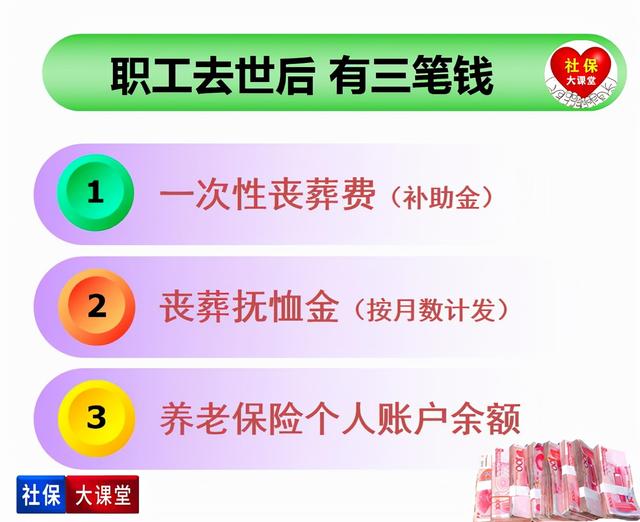 职工去世后 有三笔钱
社保
大课堂
1
一次性丧葬费（补助金）
2
丧葬抚恤金（按月数计发）
3
养老保险个人账户余额
社保 大课堂
100